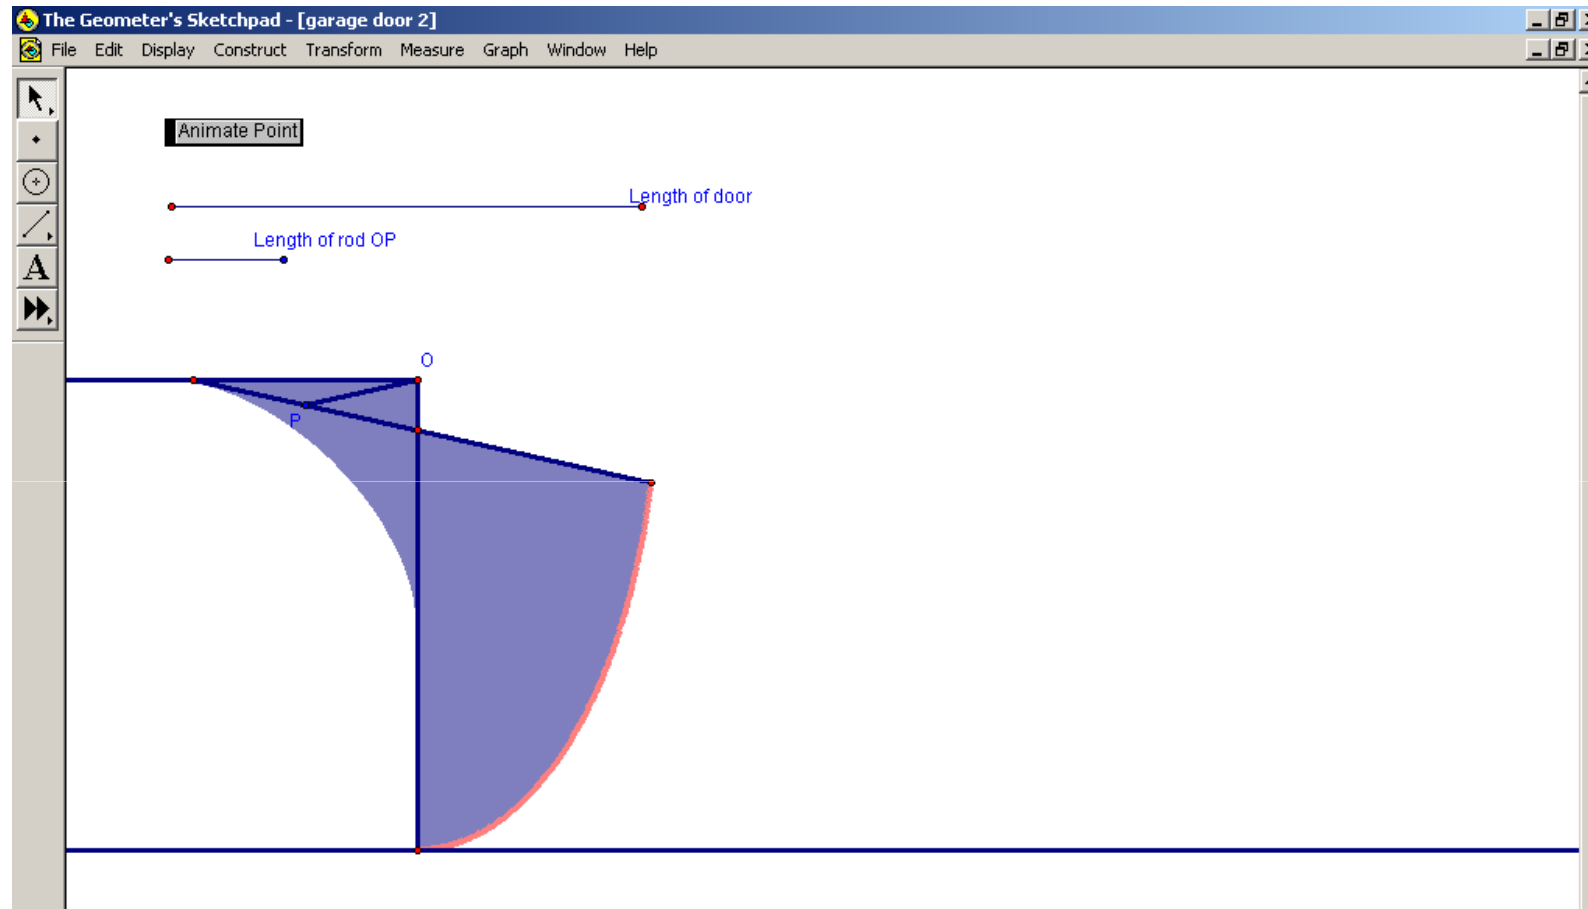 The Geometer's Sketchpad - [garage door 2]
File Edit Display Construct Transform Measure Graph Window Help
Animate Point
Length of door
Length of rod OP
A
O
P